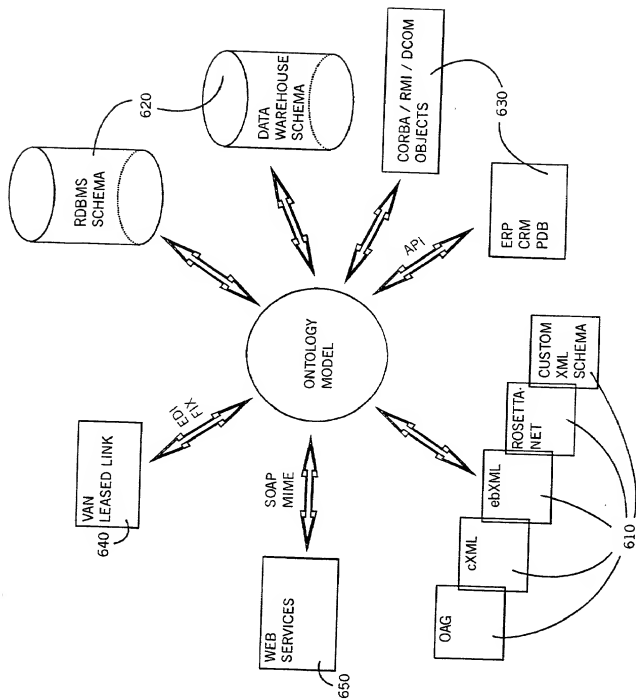 RDBMS
SCHEMA
620
DATA
WAREHOUSE
SCHEMA
CORBA / RMI / DCOM
OBJECTS
630
ERP
CRM
PDB
API
ONTOLOGY
MODEL
EDI
FIX
VAN
LEASED LINK
640
SOAP
MIME
WEB
SERVICES
650
OAG
cXML
ebXML
ROSETTA-
NET
CUSTOM
XML
SCHEMA
610